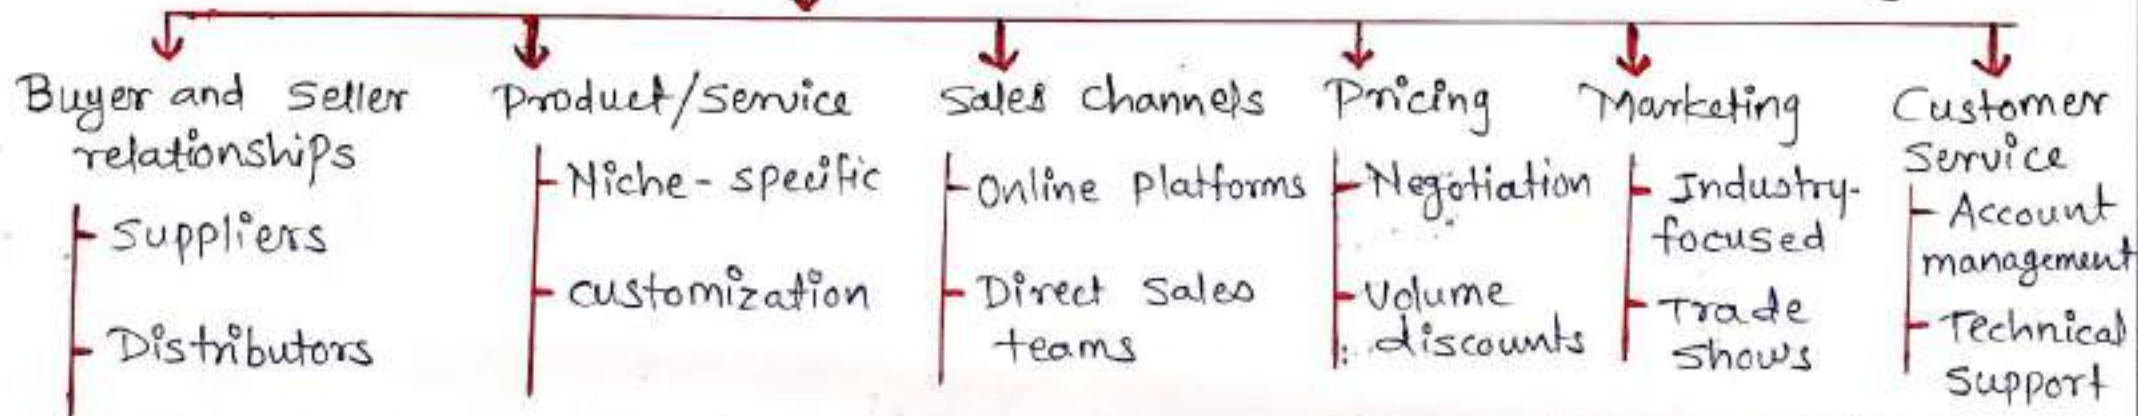 Buyer and Seller
relationships
Suppliers
Distributors
Product/Service
Niche-specific
customization
Sales channels
Online Platforms
Direct Sales
teams
Pricing
Negotiation
Volume
discounts
Marketing
Industry-
focused
Trade
Shows
Customer
Service
Account
management
Technical
Support